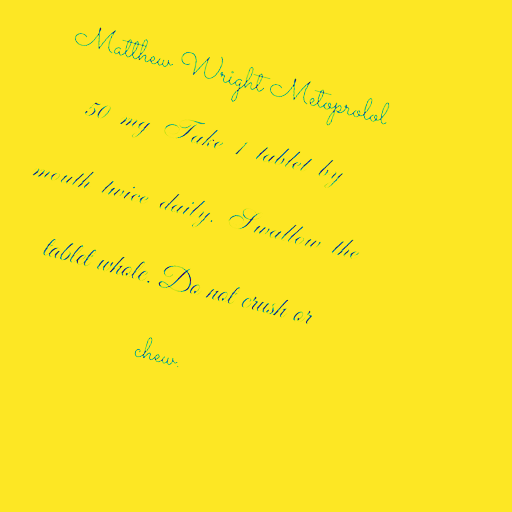 Matthew Wright Metoprolol
50 mg Take 1 tablet by
mouth twice daily. Swallow the
tablet whole. Do not crush or
chew.